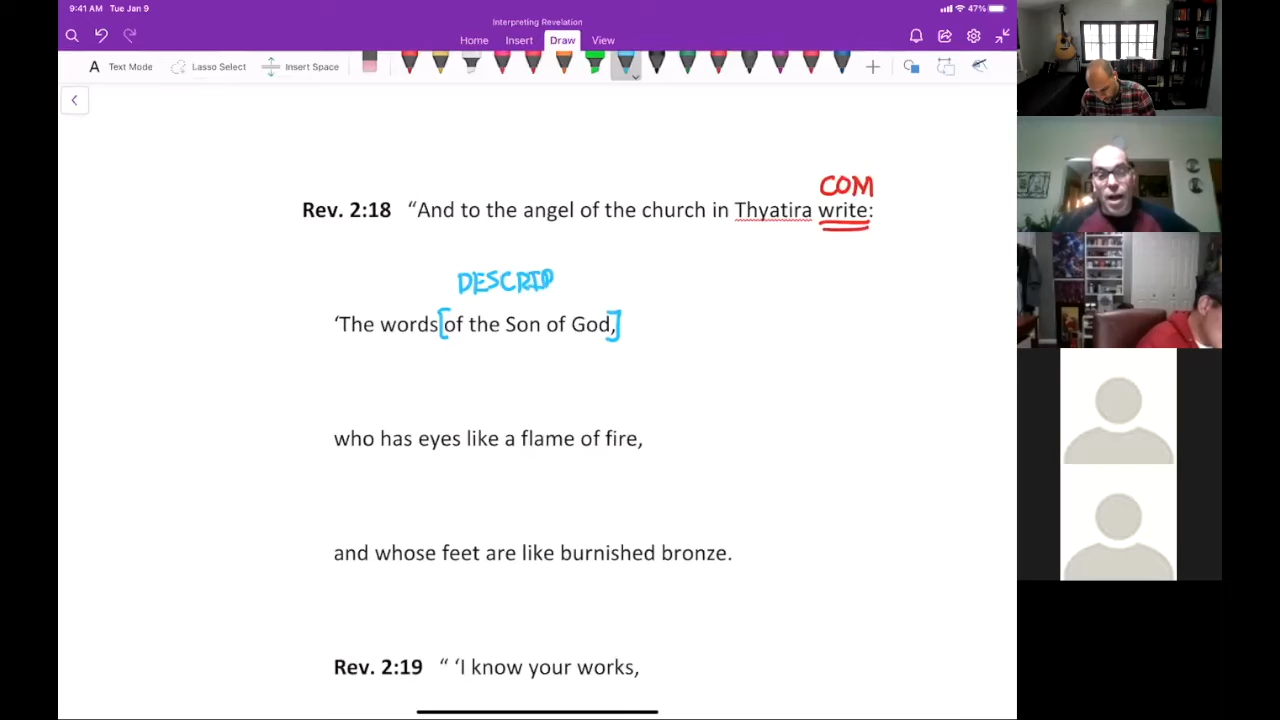 9:41 AM Tue Jan 9
47%
Interpreting Revelation
Home Insert Draw View
A Text Mode Lasso Select Insert Space
COM
Rev. 2:18 “And to the angel of the church in Thyatira write:
DESCRIP
‘The words [of the Son of God,]
who has eyes like a flame of fire,
and whose feet are like burnished bronze.
Rev. 2:19 “ ‘I know your works,